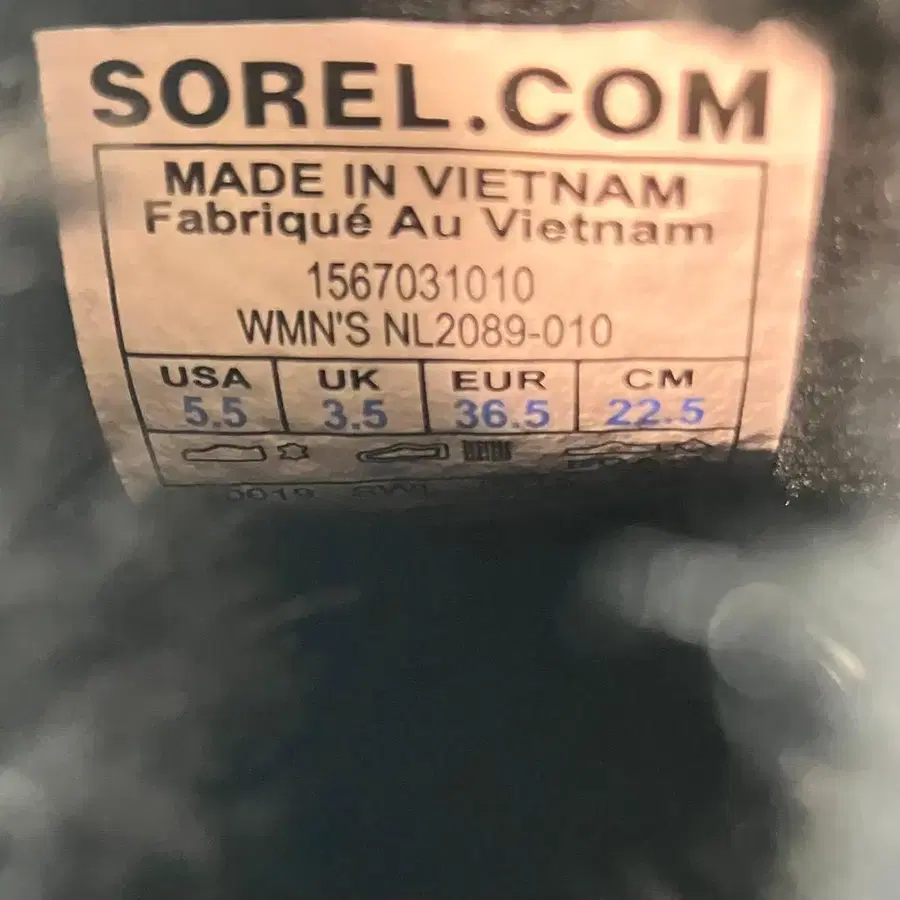 SOREL.COM
MADE IN VIETNAM
Fabriqué Au Vietnam
1567031010
WMN'S NL2089-010
USA UK EUR CM
5.5 3.5 36.5 22.5